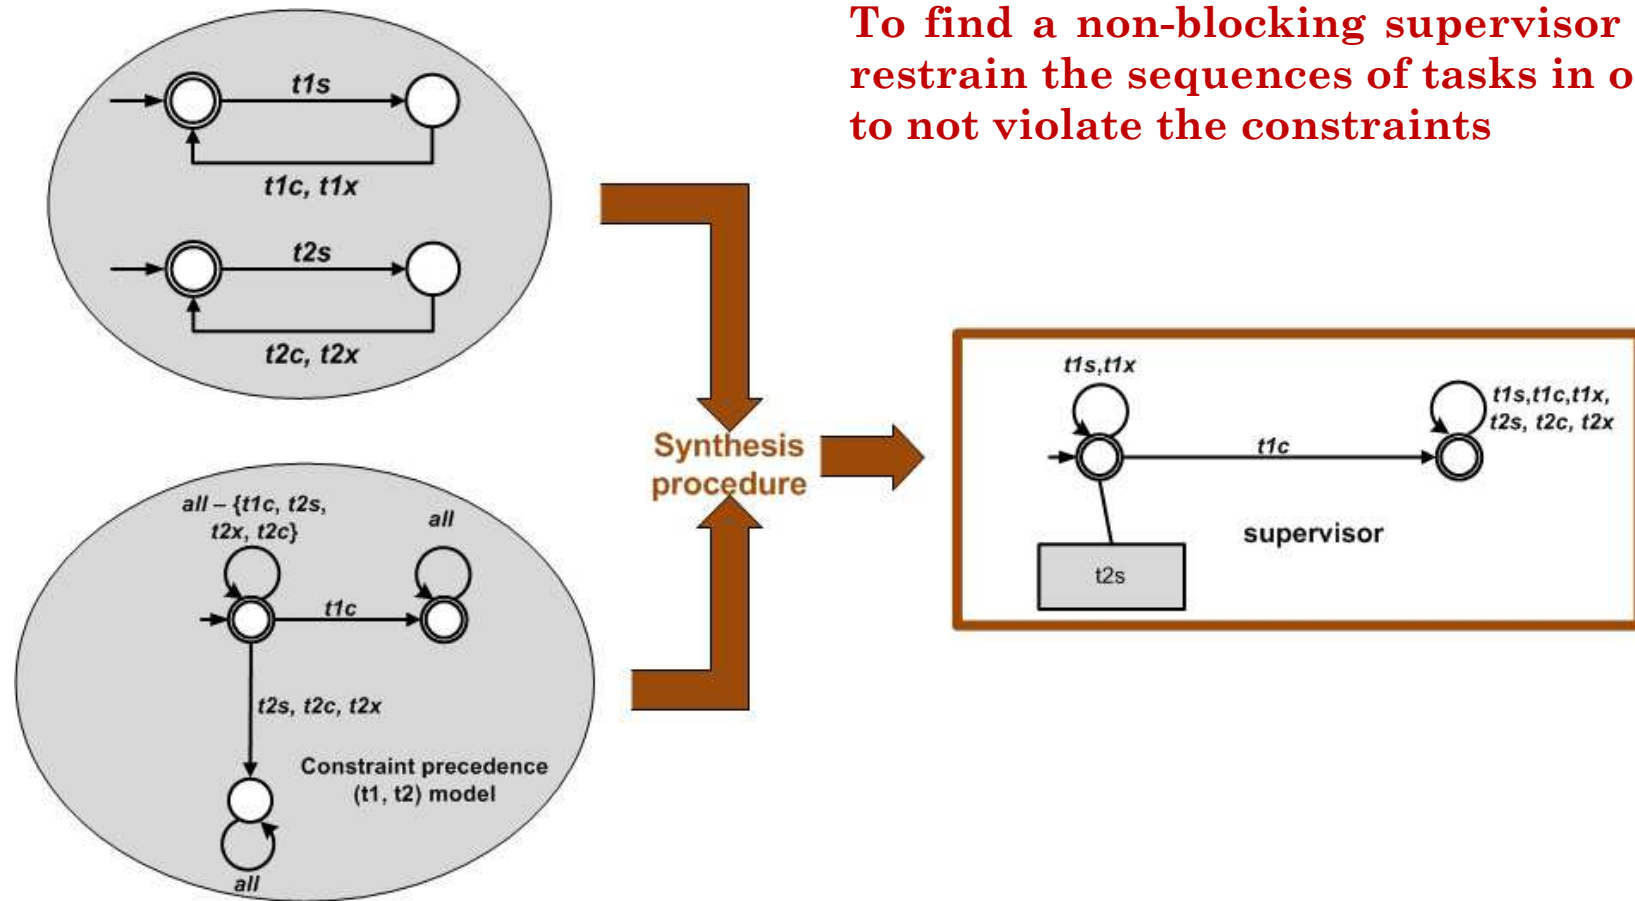 To find a non-blocking supervisor
restrain the sequences of tasks in o
to not violate the constraints
t1s
t1c, t1x
t2s
t2c, t2x
all – {t1c, t2s,
t2x, t2c}
all
t1c
t2s, t2c, t2x
Constraint precedence
(t1, t2) model
all
Synthesis
procedure
t1s,t1x
t1s,t1c,t1x,
t2s, t2c, t2x
t1c
supervisor
t2s